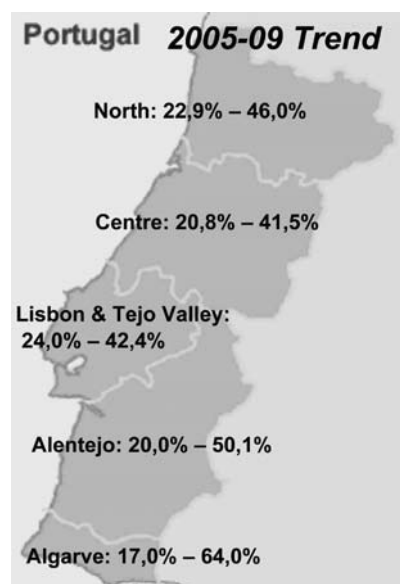 Portugal 2005-09 Trend
North: 22,9% – 46,0%
Centre: 20,8% – 41,5%
Lisbon & Tejo Valley:
24,0% – 42,4%
Alentejo: 20,0% – 50,1%
Algarve: 17,0% – 64,0%